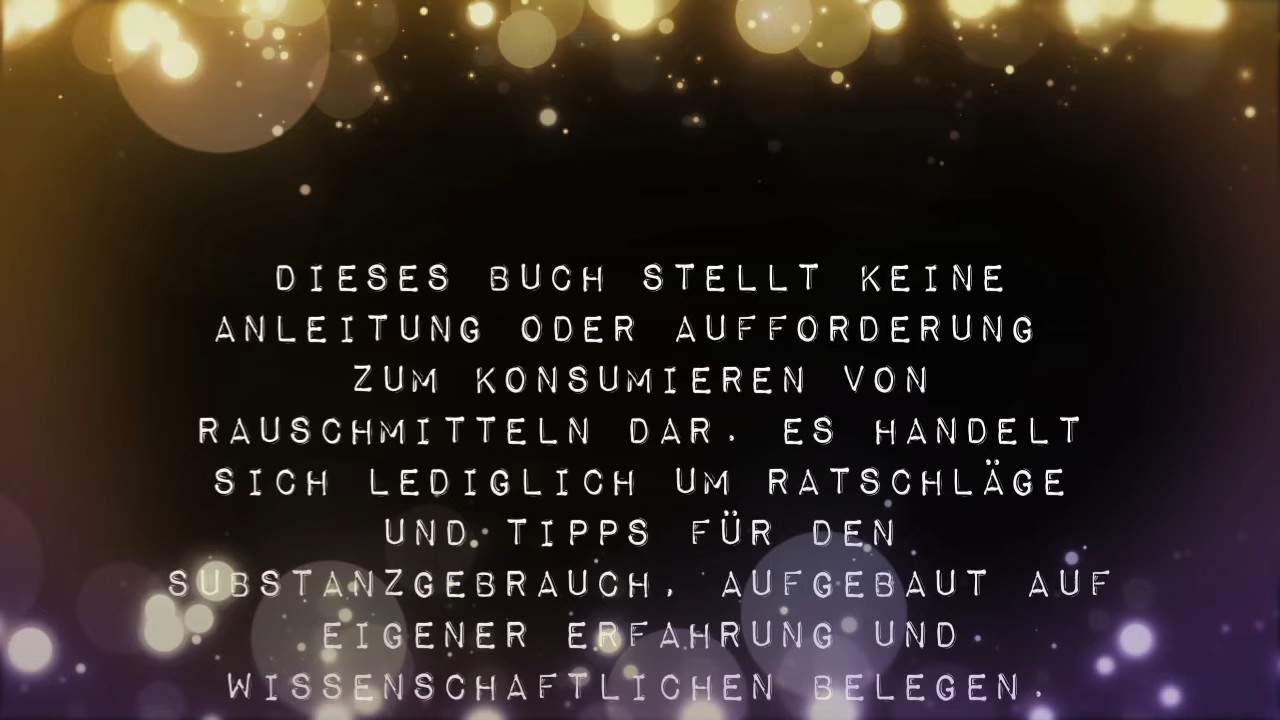 DIESES BUCH STELLT KEINE
ANLEITUNG ODER AUFFORDERUNG
ZUM KONSUMIEREN VON
RAUSCHMITTELN DAR. ES HANDELT
SICH LEDIGLICH UM RATSCHLÄGE
UND TIPPS FÜR DEN
SUBSTANZGEBRAUCH, AUFGEBAUT AUF
EIGENER ERFAHRUNG UND
WISSENSCHAFTLICHEN BELEGEN.